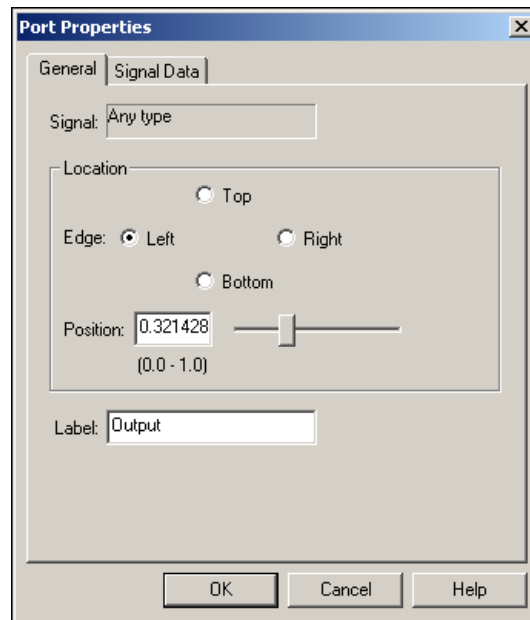 Port Properties
General Signal Data
Signal: Any type
Location
Top
Edge: Left Right
Bottom
Position: 0.321428
(0.0 - 1.0)
Label: Output
OK Cancel Help